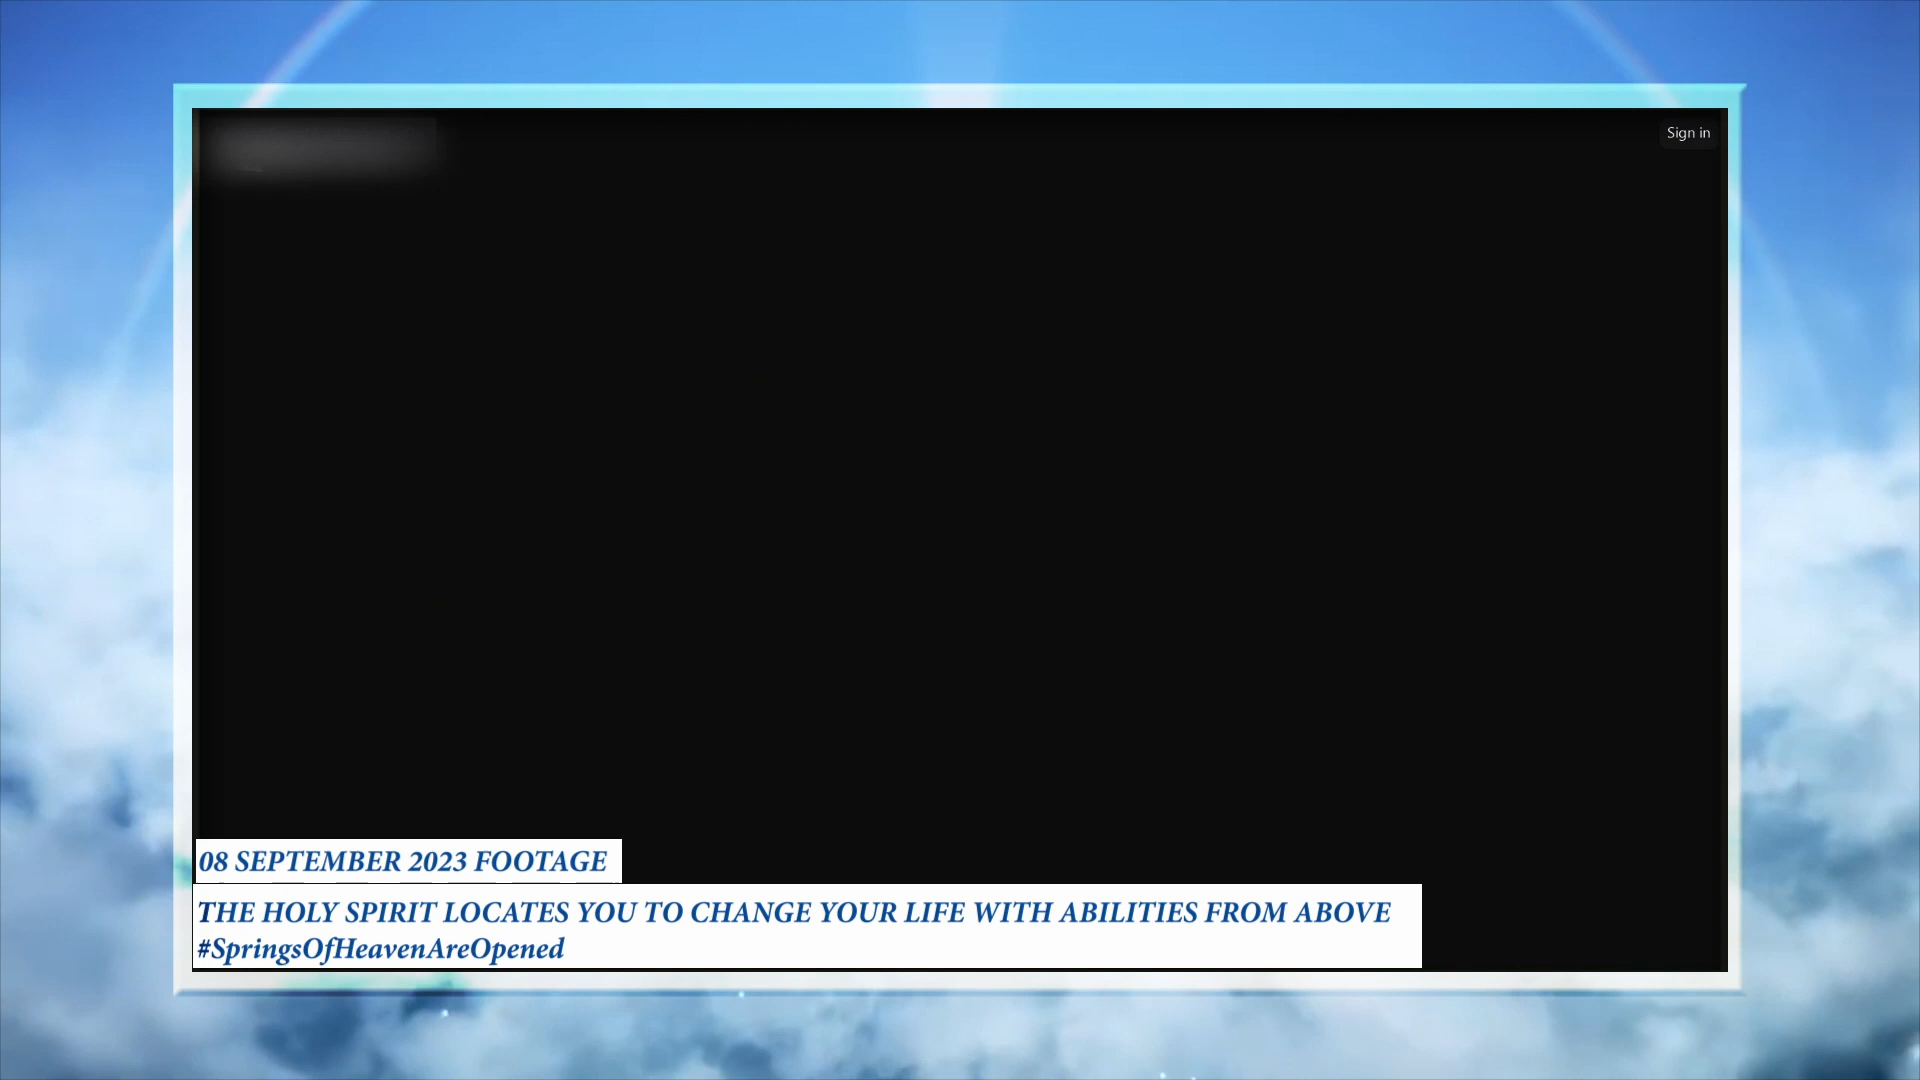 Sign in
08 SEPTEMBER 2023 FOOTAGE
THE HOLY SPIRIT LOCATES YOU TO CHANGE YOUR LIFE WITH ABILITIES FROM ABOVE
#SpringsOfHeavenAreOpened